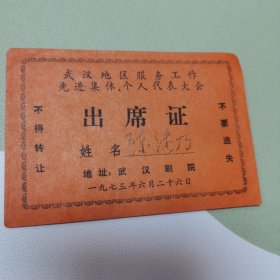 武汉地区服务工作
先进集体、个人代表大会
出席证
姓名
地址：武汉剧院
一九七三年六月二十六日
不得转让
不要遗失